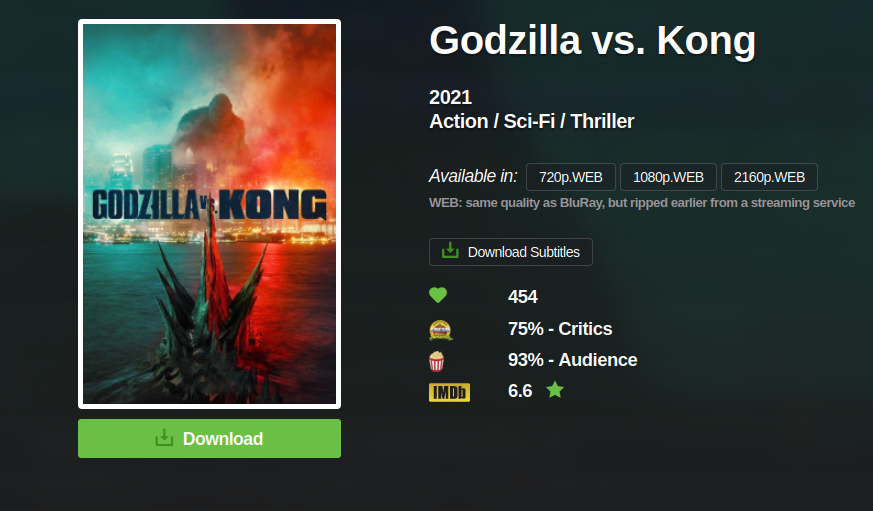 Godzilla vs. Kong
2021
Action / Sci-Fi / Thriller
Available in: 720p.WEB 1080p.WEB 2160p.WEB
WEB: same quality as BluRay, but ripped earlier from a streaming service
Download Subtitles
454
75% - Critics
93% - Audience
IMDb 6.6
GODZILLA vs. KONG
Download